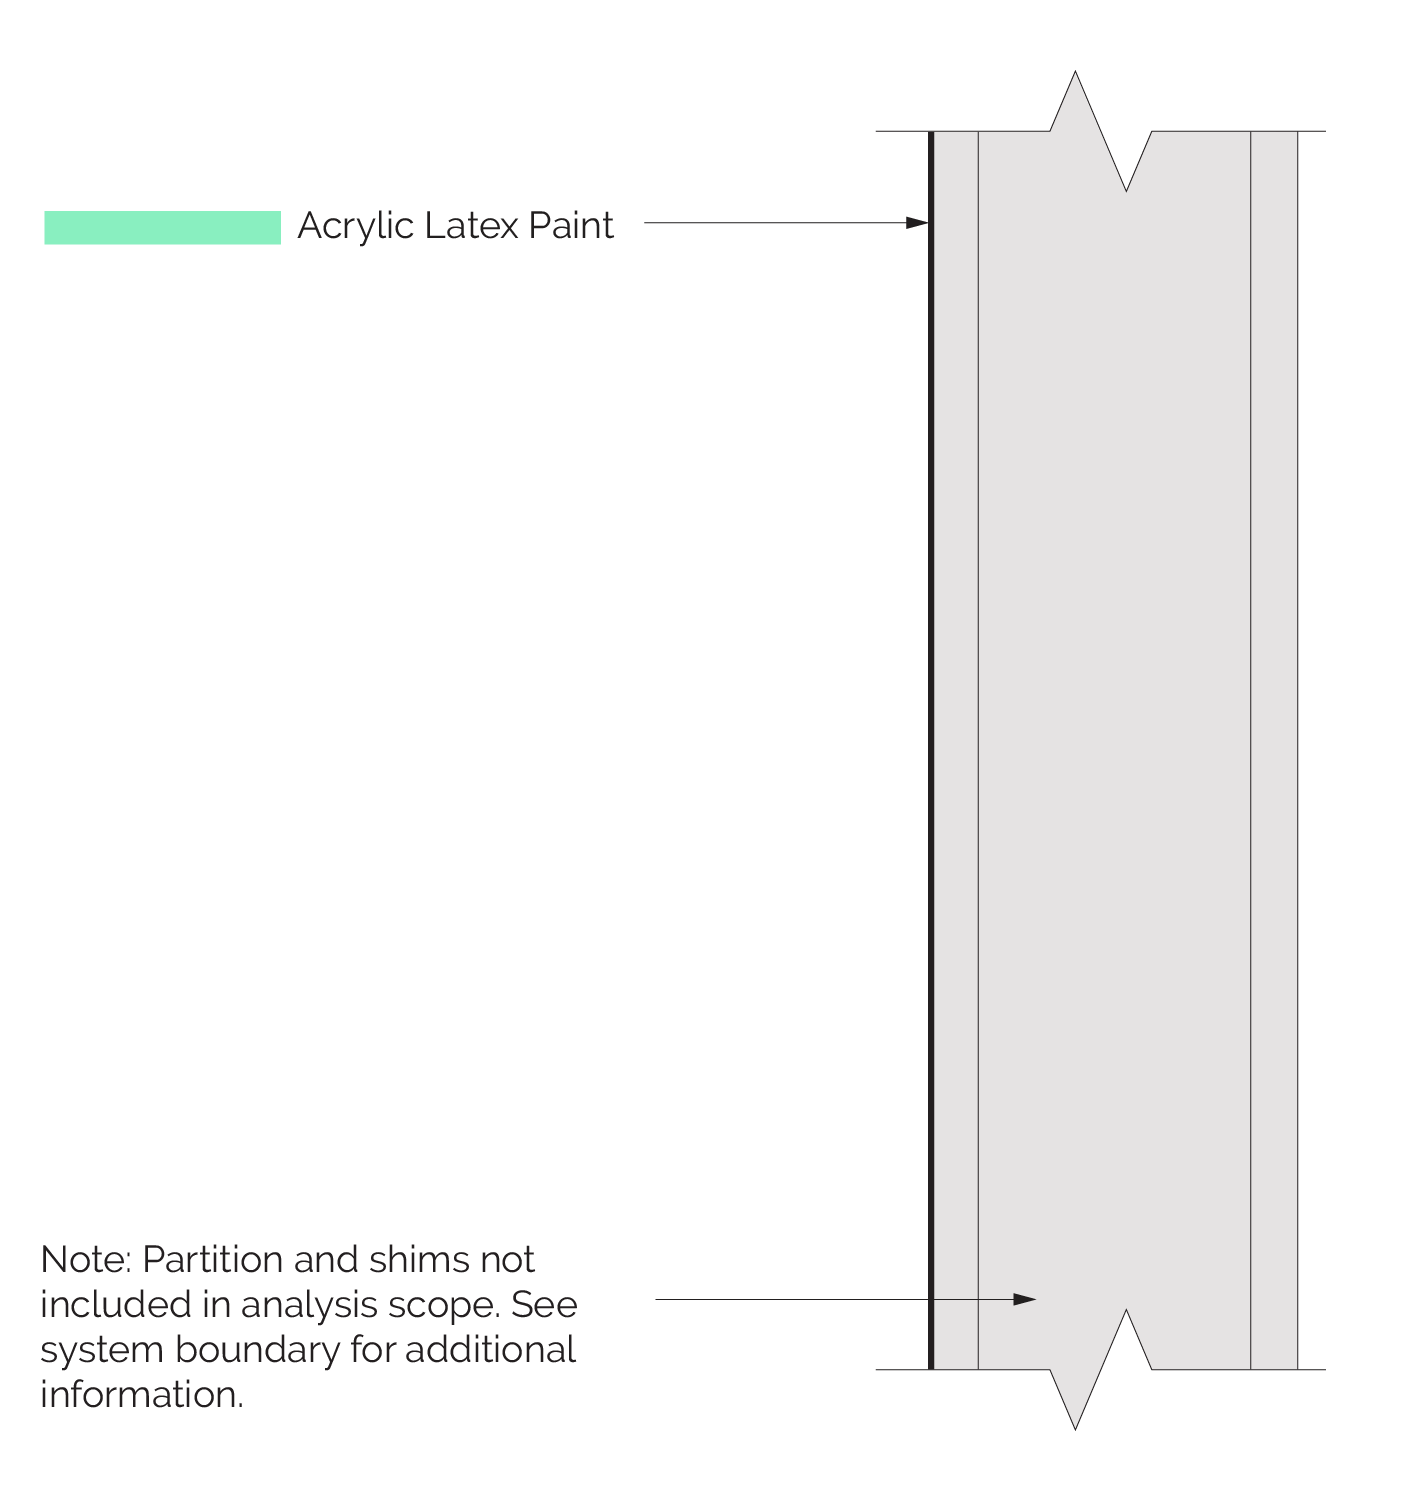 Acrylic Latex Paint
Note: Partition and shims not
included in analysis scope. See
system boundary for additional
information.